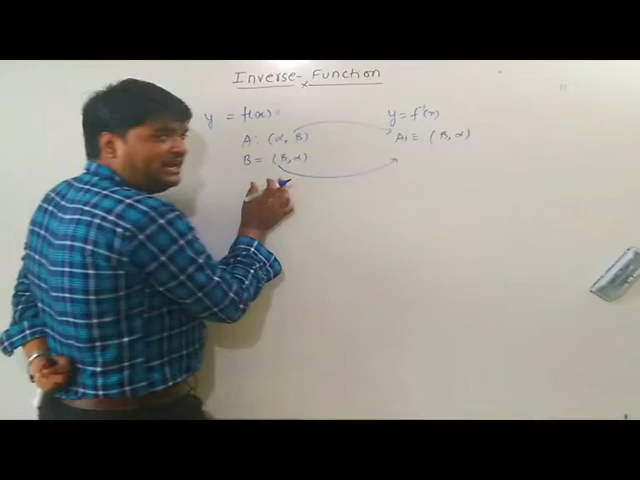 Inverse - Function
x
y = f(x) y = f⁻¹(x)
A: (α, β) A₁ ≡ (β, α)
B = (β, α)